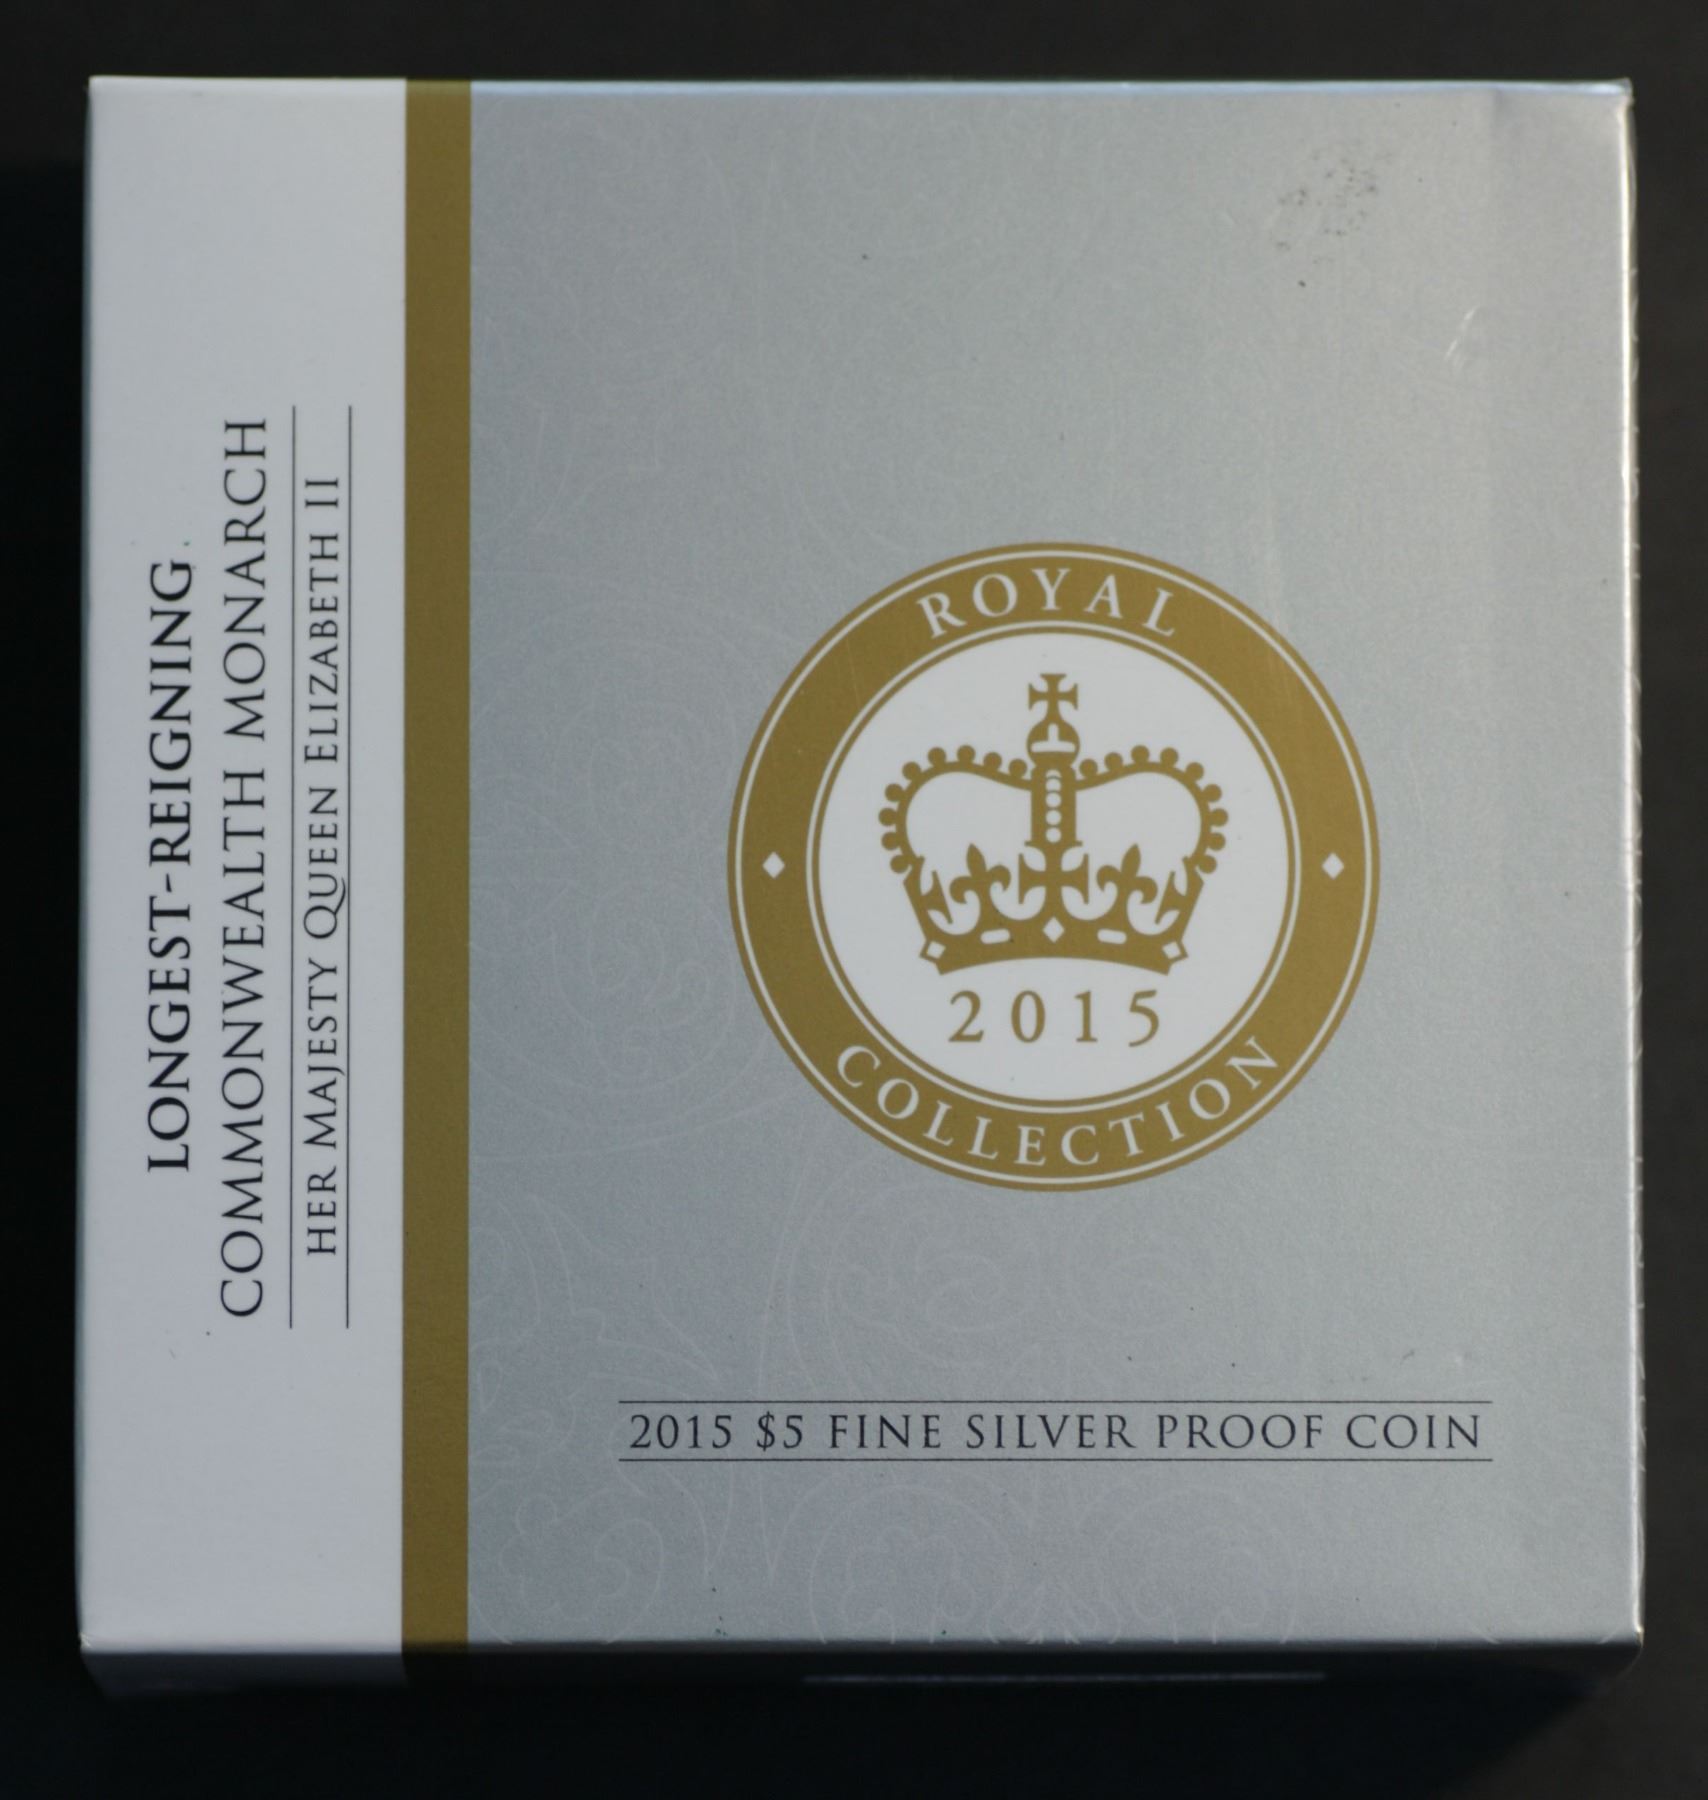 LONGEST-REIGNING
COMMONWEALTH MONARCH
HER MAJESTY QUEEN ELIZABETH II
ROYAL
2015
COLLECTION
2015 $5 FINE SILVER PROOF COIN